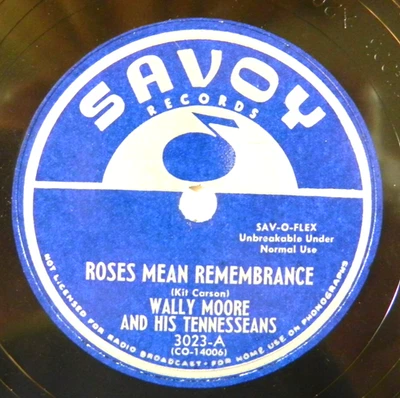 SAVOY
RECORDS
SAV-O-FLEX
Unbreakable Under
Normal Use
ROSES MEAN REMEMBRANCE
(Kit Carson)
WALLY MOORE
AND HIS TENNESSEANS
3023-A
(CO-14006)
NOT LICENSED FOR RADIO BROADCAST - FOR HOME USE ON PHONOGRAPHS